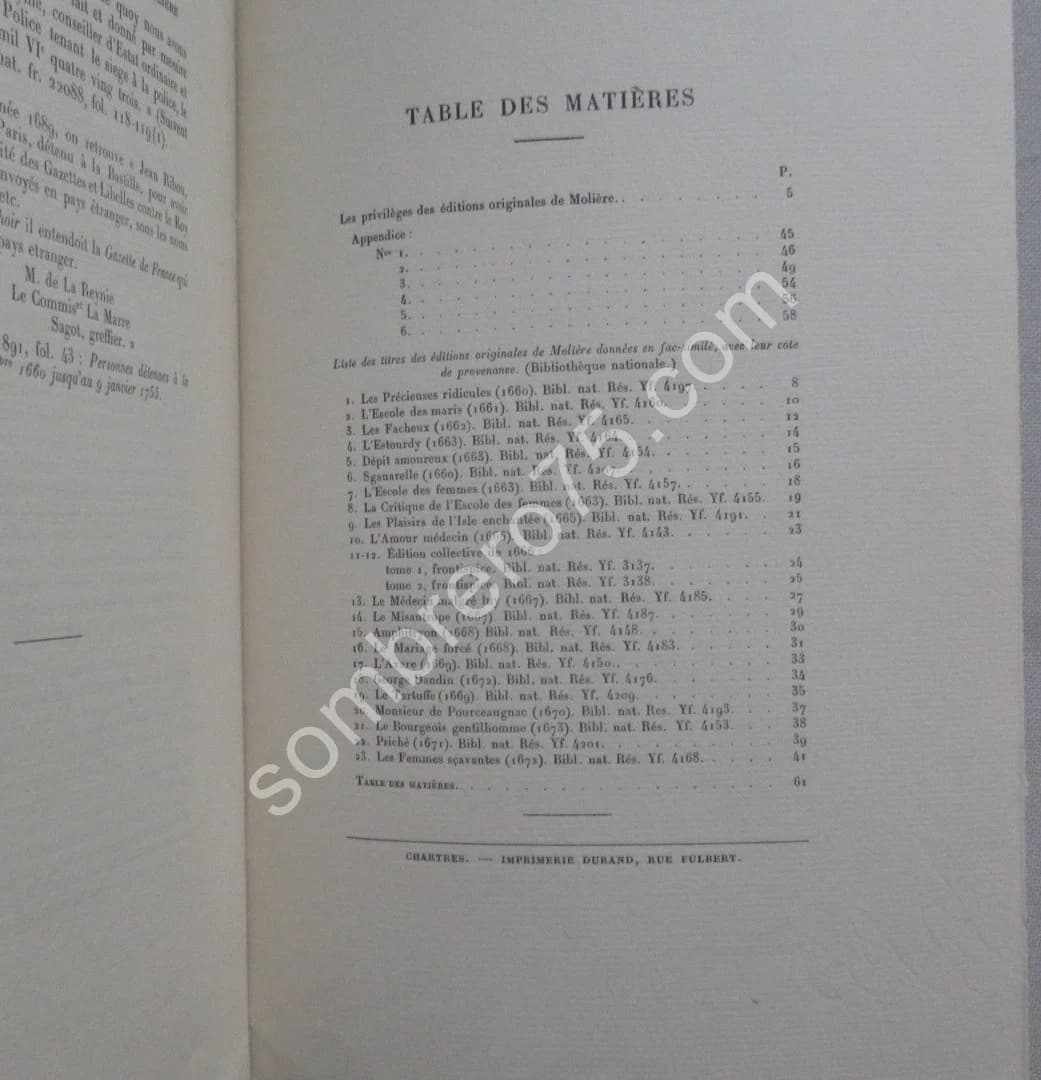 LIÈRE
quoy nous avons
fait et donné par messire
conseiller d'Estat ordinaire et
Police tenant le siege à la police, le
mil VIᶜ quatre vingt trois. » (Suivent
nat. fr. 22088, fol. 118-119(1).
née 1689, on retrouve « Jean Ribou,
Paris, détenu à la Bastille, pour avoir
ité des Gazettes et Libelles contre le Roy
nvoyés en pays étranger, sous les noms
etc.
hoir il entendoit la Gazette de France qui
pays etranger.
M. de La Reynie
Le Commisʳᵉ La Marre
Sagot, greffier. »
891, fol. 43 : Personnes détenues à la
bre 1660 jusqu'au 9 janvier 1755.
TABLE DES MATIÈRES
P.
Les privilèges des éditions originales de Molière. . . . . . . . . 5
Appendice :
Nos 1. . . . . . . . . . . . . . 45
2. . . . . . . . . . . . . . 46
3. . . . . . . . . . . . . . 49
4. . . . . . . . . . . . . . 54
5. . . . . . . . . . . . . . 56
6. . . . . . . . . . . . . . 58
Liste des titres des éditions originales de Molière données en fac-similé, avec leur cote
de provenance. (Bibliothèque nationale.)
1. Les Précieuses ridicules (1660). Bibl. nat. Rés. Yf. 4197. . . . . . 8
2. L'Escole des maris (1661). Bibl. nat. Rés. Yf. . . . . . 10
3. Les Facheux (1662). Bibl. nat. Rés. Yf. 4165. . . . . . 12
4. L'Estourdy (1663). Bibl. nat. Rés. Yf. . . . . . 14
5. Dépit amoureux (1663). Bibl. nat. Rés. Yf. 4154. . . . . . 15
6. Sganarelle (1660). Bibl. nat. Rés. Yf. . . . . . 16
7. L'Escole des femmes (1663). Bibl. nat. Rés. Yf. 4157. . . . . . 18
8. La Critique de l'Escole des femmes (1663). Bibl. nat. Rés. Yf. 4155. . 19
9. Les Plaisirs de l'Isle enchantée (1665). Bibl. nat. Rés. Yf. 4191. . . 21
10. L'Amour médecin (1666). Bibl. nat. Rés. Yf. 4143. . . . . . 23
11-12. Édition collective de 1666
tome 1, frontispice. Bibl. nat. Rés. Yf. 3137. . . . . . 24
tome 2, frontispice. Bibl. nat. Rés. Yf. 3138. . . . . . 25
13. Le Médecin malgré luy (1667). Bibl. nat. Rés. Yf. 4185. . . . . 27
14. Le Misantrope (1667). Bibl. nat. Rés. Yf. 4187. . . . . . 29
15. Amphitryon (1668) Bibl. nat. Rés. Yf. 4148. . . . . . 30
16. Le Mariage forcé (1668). Bibl. nat. Rés. Yf. 4183. . . . . . 31
17. L'Avare (1669). Bibl. nat. Rés. Yf. 4150. . . . . . 33
18. George Dandin (1672). Bibl. nat. Rés. Yf. 4176. . . . . . 34
19. Le Tartuffe (1669). Bibl. nat. Rés. Yf. 4209. . . . . . 35
20. Monsieur de Pourceaugnac (1670). Bibl. nat. Res. Yf. 4193. . . . 37
21. Le Bourgeois gentilhomme (1673). Bibl. nat. Rés. Yf. 4153. . . . 38
22. Psiché (1671). Bibl. nat. Rés. Yf. 4201. . . . . . 39
23. Les Femmes sçavantes (1672). Bibl. nat. Rés. Yf. 4168. . . . . 41
TABLE DES MATIÈRES. . . . . . . . . . . . . . 61
CHARTRES. — IMPRIMERIE DURAND, RUE FULBERT.
sombrero75.com